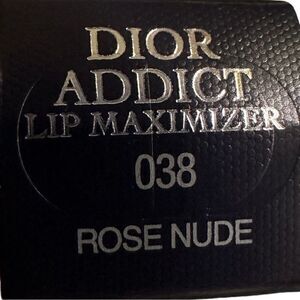 DIOR
ADDICT
LIP MAXIMIZER
038
ROSE NUDE